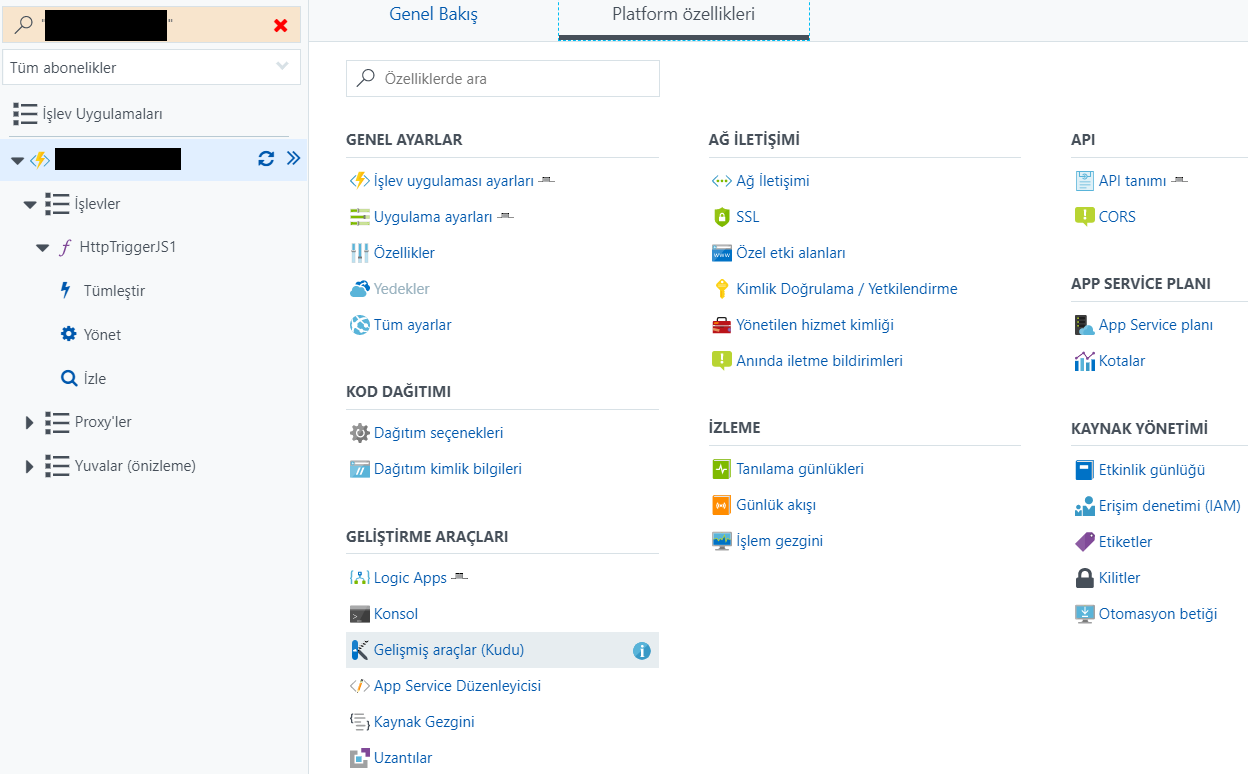 " "
Tüm abonelikler
İşlev Uygulamaları
İşlevler
HttpTriggerJS1
Tümleştir
Yönet
İzle
Proxy'ler
Yuvalar (önizleme)
Genel Bakış
Platform özellikleri
Özelliklerde ara
GENEL AYARLAR
İşlev uygulaması ayarları
Uygulama ayarları
Özellikler
Yedekler
Tüm ayarlar
KOD DAĞITIMI
Dağıtım seçenekleri
Dağıtım kimlik bilgileri
GELİŞTİRME ARAÇLARI
Logic Apps
Konsol
Gelişmiş araçlar (Kudu)
App Service Düzenleyicisi
Kaynak Gezgini
Uzantılar
AĞ İLETİŞİMİ
Ağ İletişimi
SSL
Özel etki alanları
Kimlik Doğrulama / Yetkilendirme
Yönetilen hizmet kimliği
Anında iletme bildirimleri
İZLEME
Tanılama günlükleri
Günlük akışı
İşlem gezgini
API
API tanımı
CORS
APP SERVICE PLANI
App Service planı
Kotalar
KAYNAK YÖNETİMİ
Etkinlik günlüğü
Erişim denetimi (IAM)
Etiketler
Kilitler
Otomasyon betiği